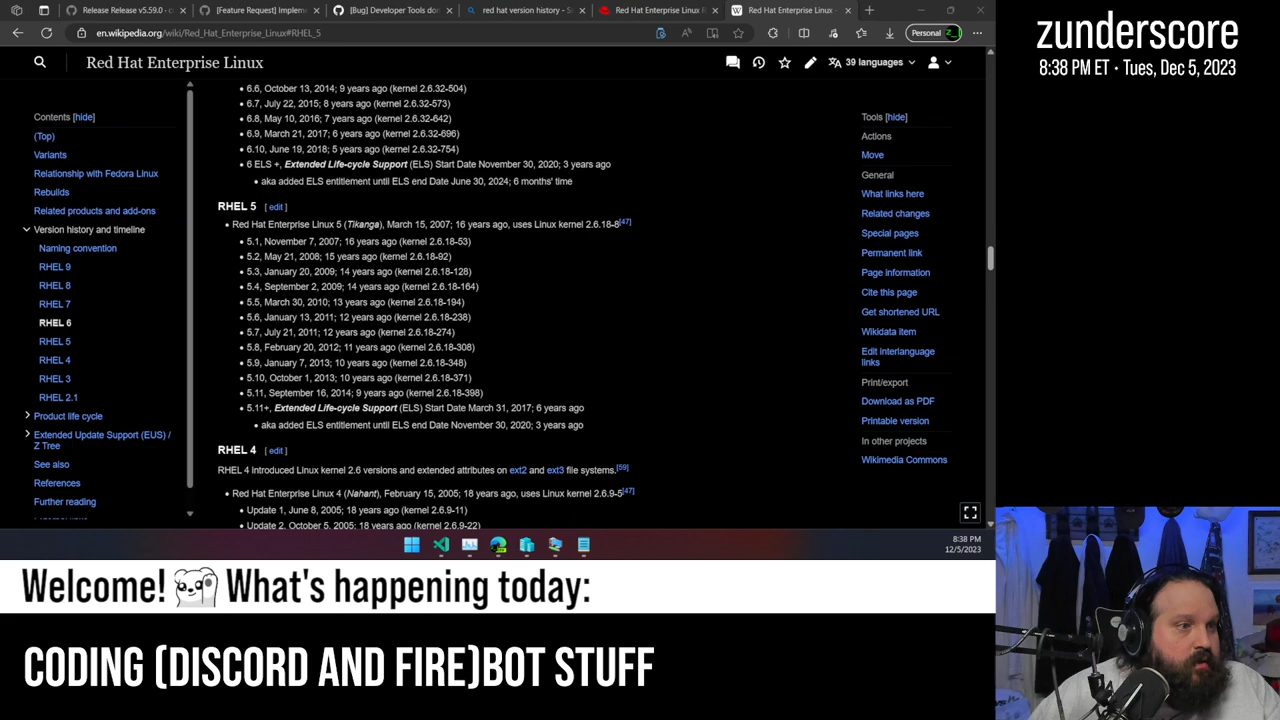 Release Release v5.59.0 - c
[Feature Request] Implem
[Bug] Developer Tools do
red hat version history - S
Red Hat Enterprise Linux R
Red Hat Enterprise Linux -
en.wikipedia.org/wiki/Red_Hat_Enterprise_Linux#RHEL_5
Personal
Red Hat Enterprise Linux
39 languages
Contents [hide]
(Top)
Variants
Relationship with Fedora Linux
Rebuilds
Related products and add-ons
Version history and timeline
Naming convention
RHEL 9
RHEL 8
RHEL 7
RHEL 6
RHEL 5
RHEL 4
RHEL 3
RHEL 2.1
Product life cycle
Extended Update Support (EUS) /
Z Tree
See also
References
Further reading
6.6, October 13, 2014; 9 years ago (kernel 2.6.32-504)
6.7, July 22, 2015; 8 years ago (kernel 2.6.32-573)
6.8, May 10, 2016; 7 years ago (kernel 2.6.32-642)
6.9, March 21, 2017; 6 years ago (kernel 2.6.32-696)
6.10, June 19, 2018; 5 years ago (kernel 2.6.32-754)
6 ELS +, Extended Life-cycle Support (ELS) Start Date November 30, 2020; 3 years ago
aka added ELS entitlement until ELS end Date June 30, 2024; 6 months' time
RHEL 5 [ edit ]
Red Hat Enterprise Linux 5 (Tikanga), March 15, 2007; 16 years ago, uses Linux kernel 2.6.18-8[47]
5.1, November 7, 2007; 16 years ago (kernel 2.6.18-53)
5.2, May 21, 2008; 15 years ago (kernel 2.6.18-92)
5.3, January 20, 2009; 14 years ago (kernel 2.6.18-128)
5.4, September 2, 2009; 14 years ago (kernel 2.6.18-164)
5.5, March 30, 2010; 13 years ago (kernel 2.6.18-194)
5.6, January 13, 2011; 12 years ago (kernel 2.6.18-238)
5.7, July 21, 2011; 12 years ago (kernel 2.6.18-274)
5.8, February 20, 2012; 11 years ago (kernel 2.6.18-308)
5.9, January 7, 2013; 10 years ago (kernel 2.6.18-348)
5.10, October 1, 2013; 10 years ago (kernel 2.6.18-371)
5.11, September 16, 2014; 9 years ago (kernel 2.6.18-398)
5.11+, Extended Life-cycle Support (ELS) Start Date March 31, 2017; 6 years ago
aka added ELS entitlement until ELS end Date November 30, 2020; 3 years ago
RHEL 4 [ edit ]
RHEL 4 introduced Linux kernel 2.6 versions and extended attributes on ext2 and ext3 file systems.[59]
Red Hat Enterprise Linux 4 (Nahant), February 15, 2005; 18 years ago, uses Linux kernel 2.6.9-5[47]
Update 1, June 8, 2005; 18 years ago (kernel 2.6.9-11)
Update 2, October 5, 2005; 18 years ago (kernel 2.6.9-22)
Tools [hide]
Actions
Move
General
What links here
Related changes
Special pages
Permanent link
Page information
Cite this page
Get shortened URL
Wikidata item
Edit interlanguage
links
Print/export
Download as PDF
Printable version
In other projects
Wikimedia Commons
8:38 PM
12/5/2023
zunderscore
8:38 PM ET • Tues, Dec 5, 2023
Welcome! What's happening today:
CODING (DISCORD AND FIRE)BOT STUFF